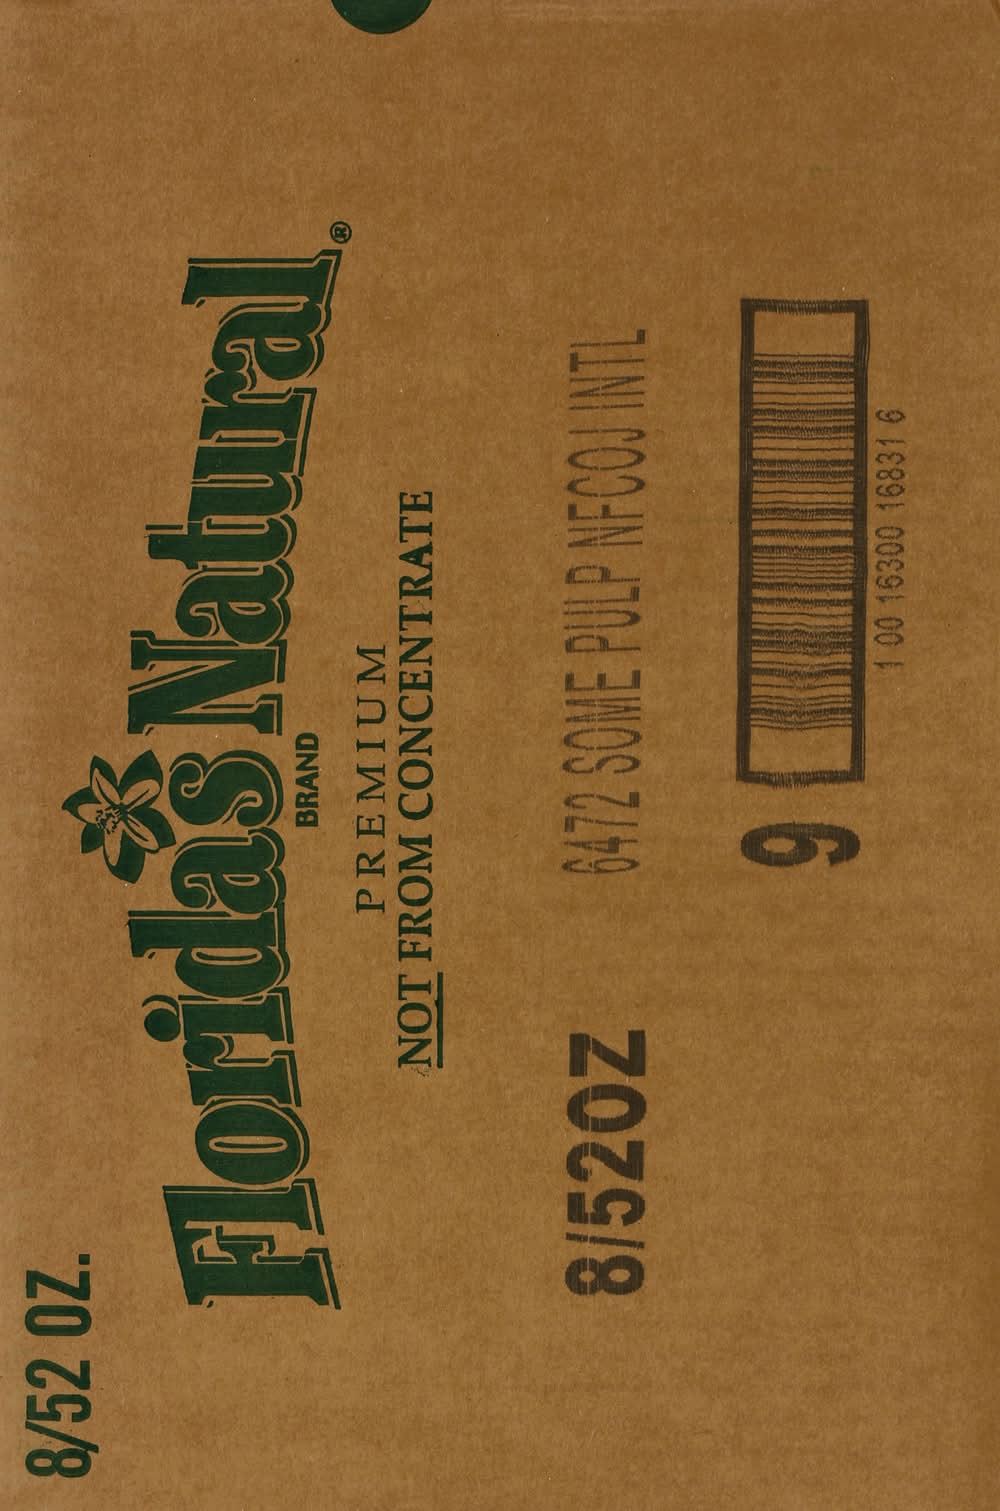 8/52 OZ.
Floridas Natural®
BRAND
PREMIUM
NOT FROM CONCENTRATE
8/52OZ 6472 SOME PULP NFCOJ INTL
9
1 00 16300 16831 6